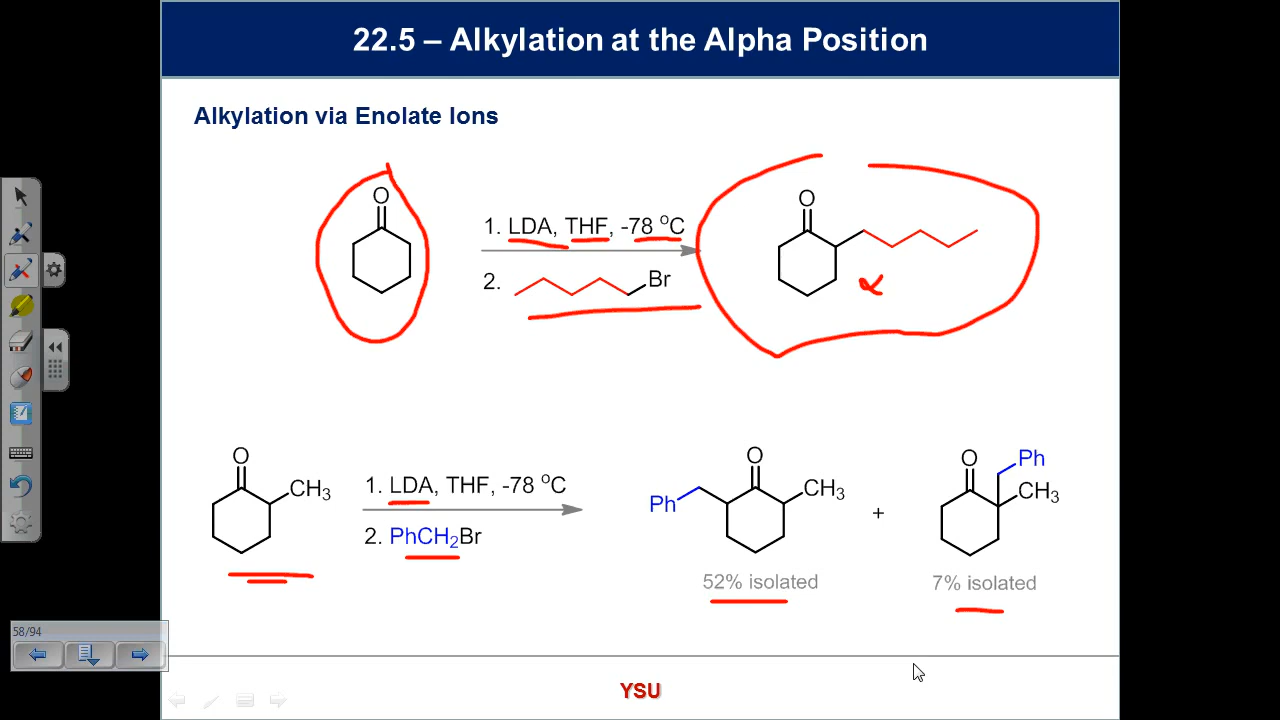 22.5 – Alkylation at the Alpha Position
Alkylation via Enolate Ions
O
1. LDA, THF, -78 °C
2. Br
O
α
O
CH₃
1. LDA, THF, -78 °C
2. PhCH₂Br
O
Ph
CH₃
+
O
Ph
CH₃
52% isolated
7% isolated
58/94
YSU